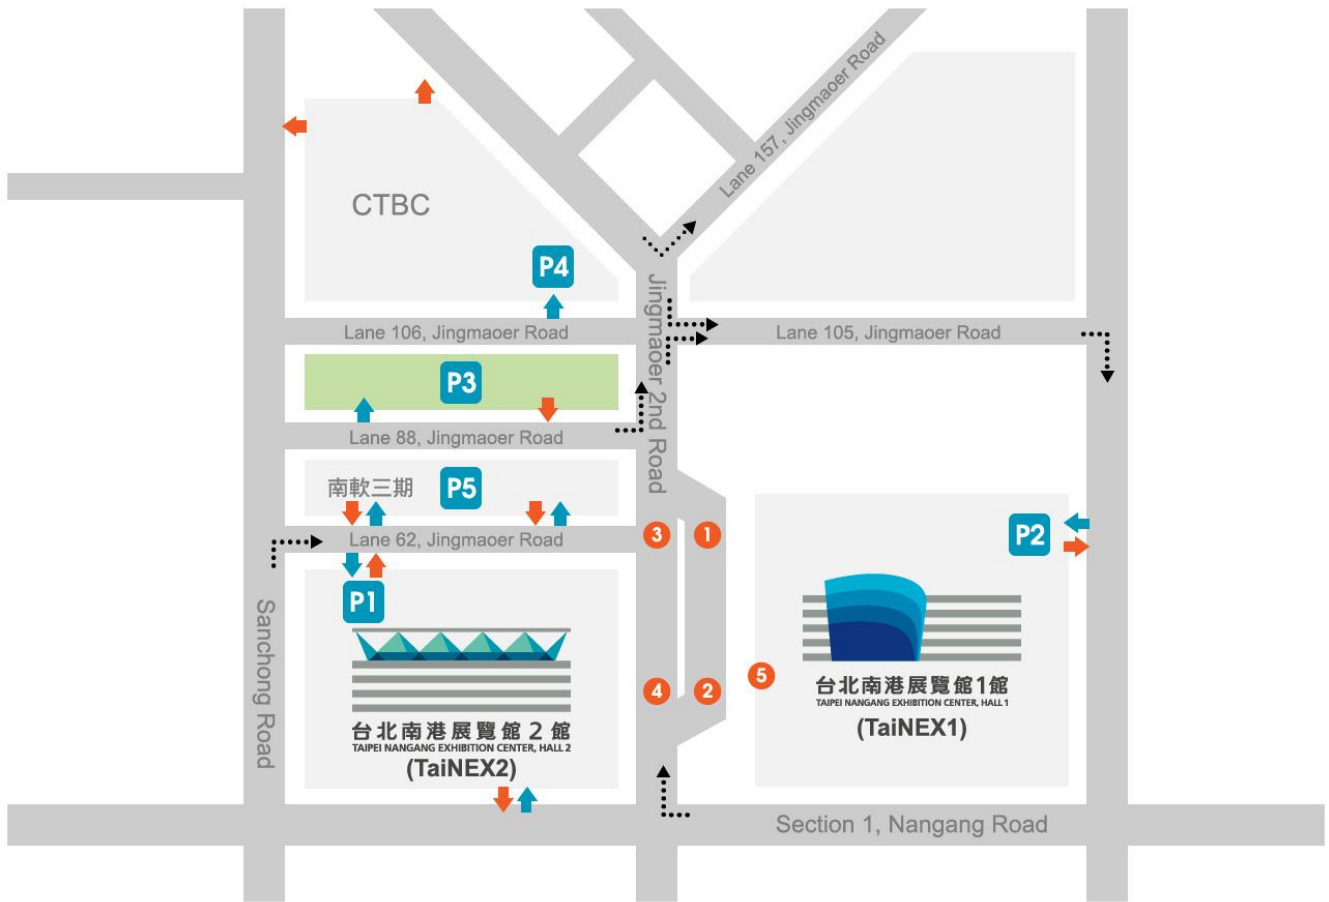 Lane 157, Jingmaoer Road
CTBC
P4
Jingmaoer 2nd Road
Lane 106, Jingmaoer Road
Lane 105, Jingmaoer Road
P3
Lane 88, Jingmaoer Road
南軟三期
P5
Lane 62, Jingmaoer Road
3
1
P2
P1
Sanchong Road
4
2
5
台北南港展覽館1館
TAIPEI NANGANG EXHIBITION CENTER, HALL 1
(TaiNEX1)
台北南港展覽館2館
TAIPEI NANGANG EXHIBITION CENTER, HALL 2
(TaiNEX2)
Section 1, Nangang Road